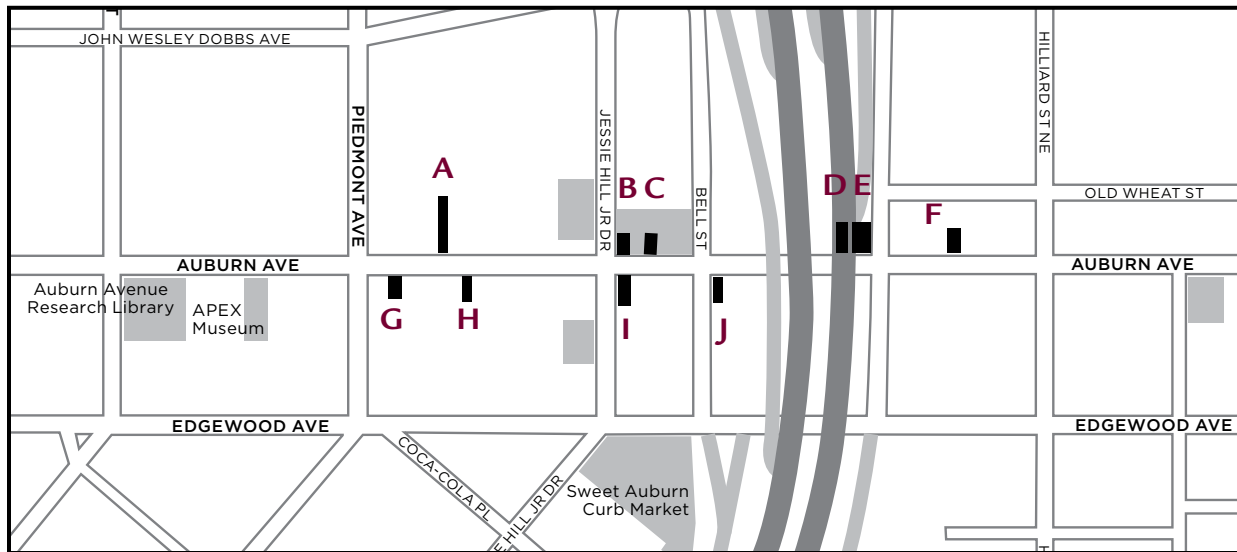 JOHN WESLEY DOBBS AVE
PIEDMONT AVE
JESSIE HILL JR DR
BELL ST
HILLIARD ST NE
OLD WHEAT ST
A
B C
D E
F
AUBURN AVE
AUBURN AVE
Auburn Avenue
Research Library
APEX
Museum
G
H
I
J
EDGEWOOD AVE
EDGEWOOD AVE
COCA-COLA PL
E HILL JR DR
Sweet Auburn
Curb Market
H